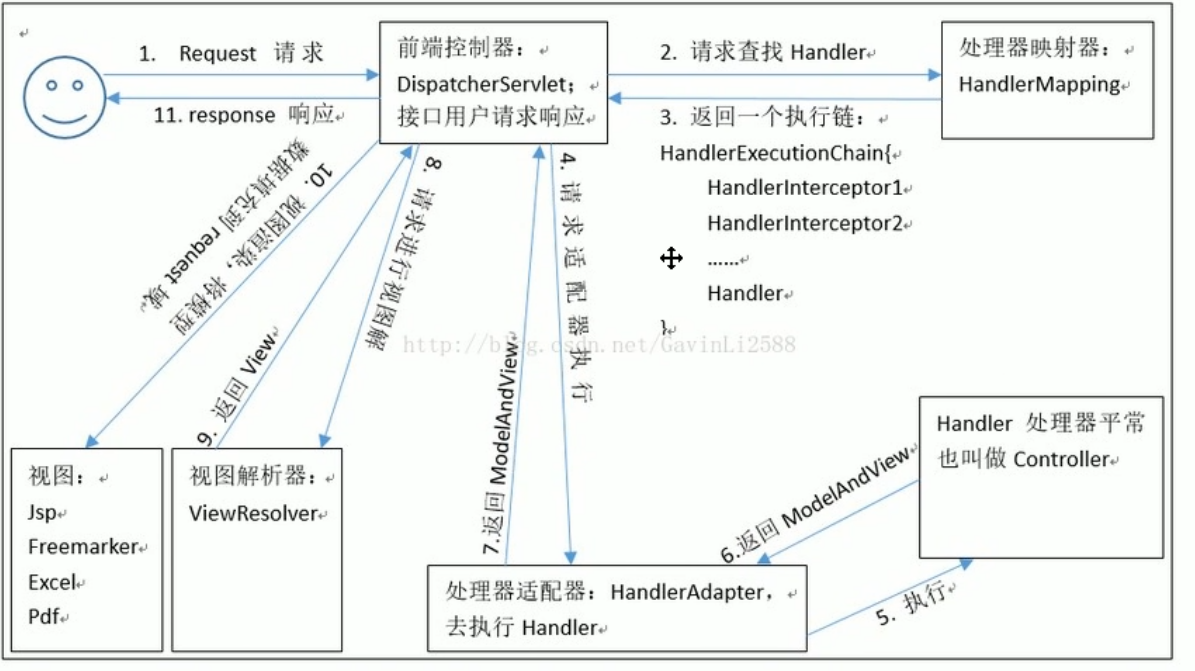 1. Request 请求
11. response 响应
前端控制器：
DispatcherServlet；
接口用户请求响应
2. 请求查找 Handler
3. 返回一个执行链：
HandlerExecutionChain{
HandlerInterceptor1
HandlerInterceptor2
......
Handler
}
处理器映射器：
HandlerMapping
10. 视图渲染，将模型
数据填充到 request 域。
9. 返回 View
8. 请求进行视图解
7.返回 ModelAndView
4. 请求适配器执行
http://blog.csdn.net/GavinLi2588
Handler 处理器平常
也叫做 Controller
6.返回 ModelAndView
5. 执行
视图：
Jsp
Freemarker
Excel
Pdf
视图解析器：
ViewResolver
处理器适配器：HandlerAdapter，
去执行 Handler